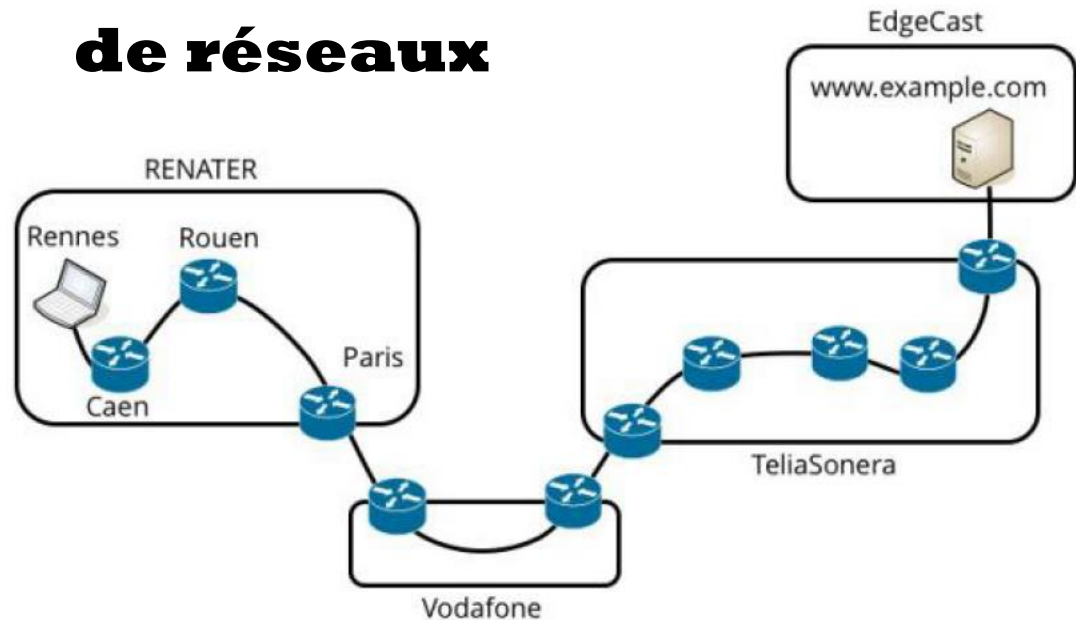 de réseaux
EdgeCast
www.example.com
RENATER
Rennes
Rouen
Paris
Caen
TeliaSonera
Vodafone